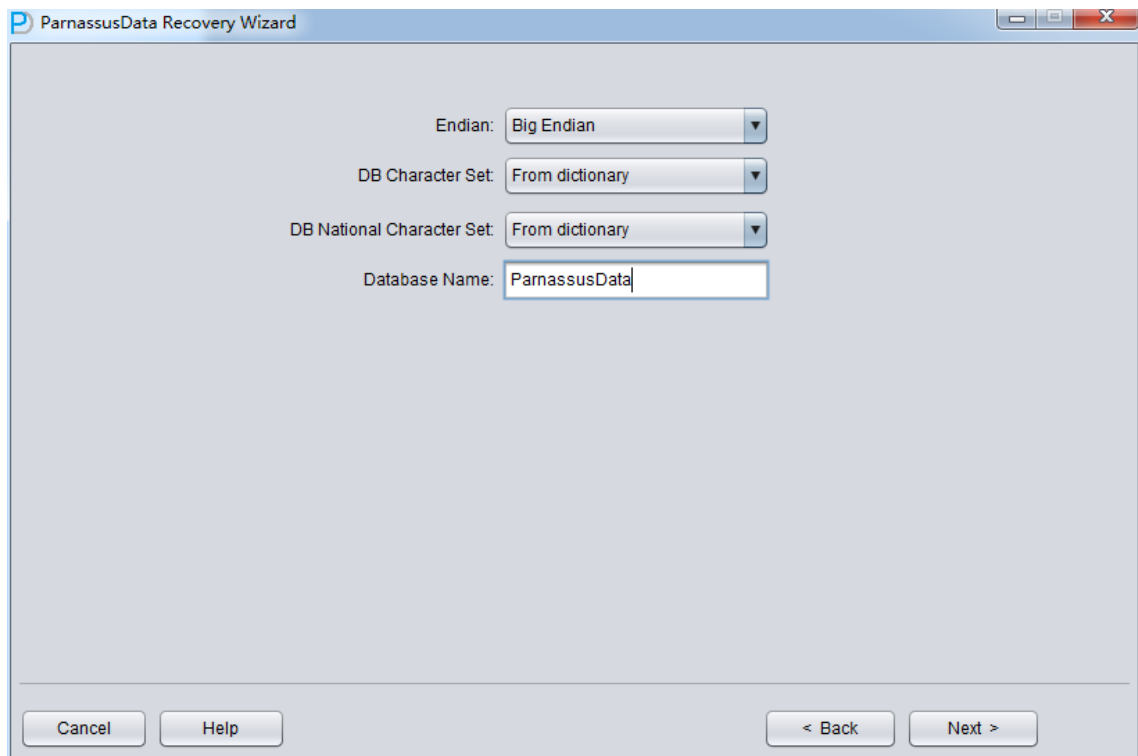 ParnassusData Recovery Wizard
Endian: Big Endian
DB Character Set: From dictionary
DB National Character Set: From dictionary
Database Name: ParnassusData
Cancel Help < Back Next >